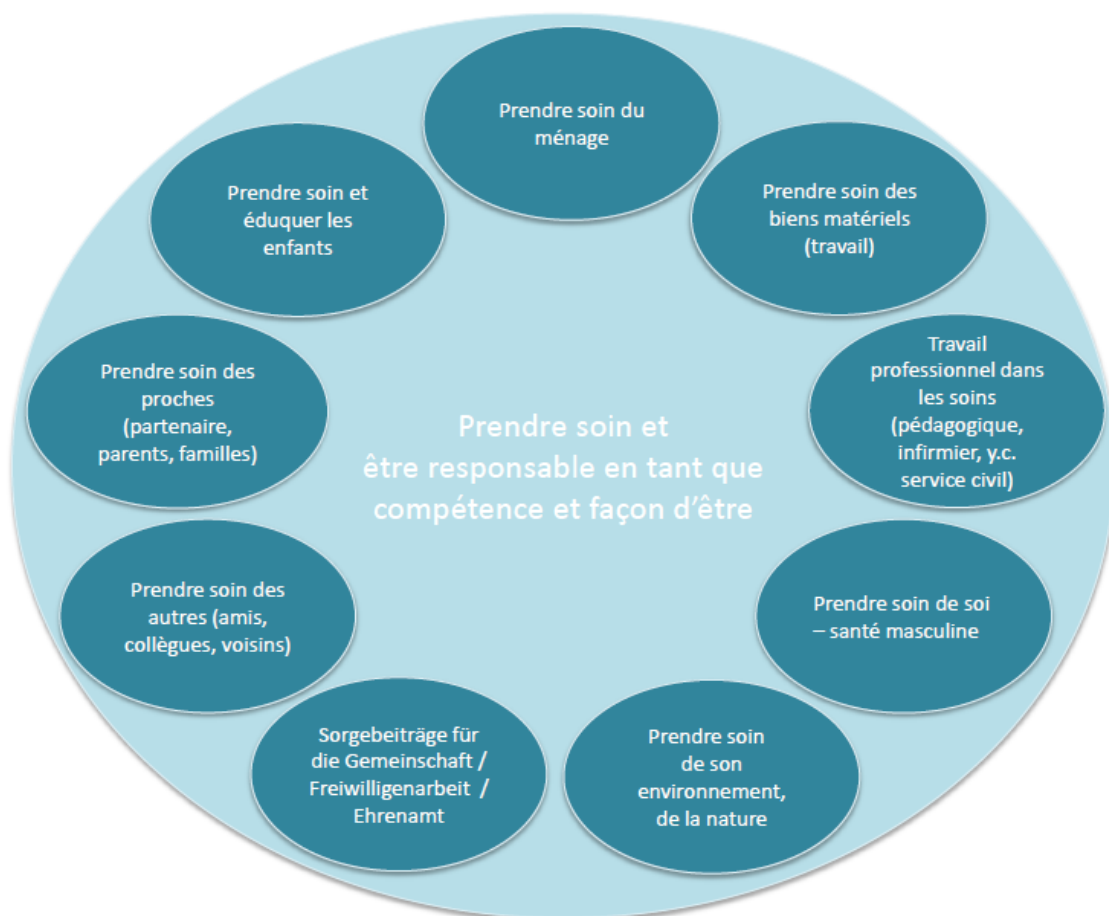 Prendre soin du
ménage
Prendre soin des
biens matériels
(travail)
Travail
professionnel dans
les soins
(pédagogique,
infirmier, y.c.
service civil)
Prendre soin de soi
– santé masculine
Prendre soin
de son
environnement,
de la nature
Sorgebeiträge für
die Gemeinschaft /
Freiwilligenarbeit /
Ehrenamt
Prendre soin des
autres (amis,
collègues, voisins)
Prendre soin des
proches
(partenaire,
parents, familles)
Prendre soin et
éduquer les
enfants
Prendre soin et
être responsable en tant que
compétence et façon d'être